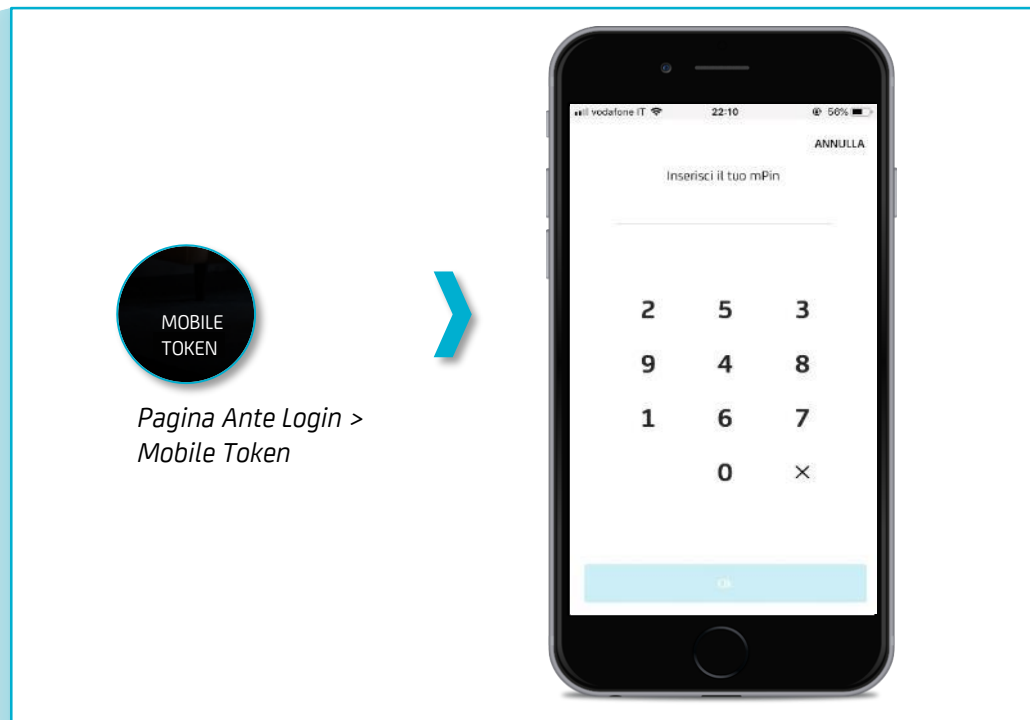 vodafone IT
22:10
56%
ANNULLA
Inserisci il tuo mPin
2 5 3
9 4 8
1 6 7
0 ×
Ok
MOBILE
TOKEN
Pagina Ante Login >
Mobile Token